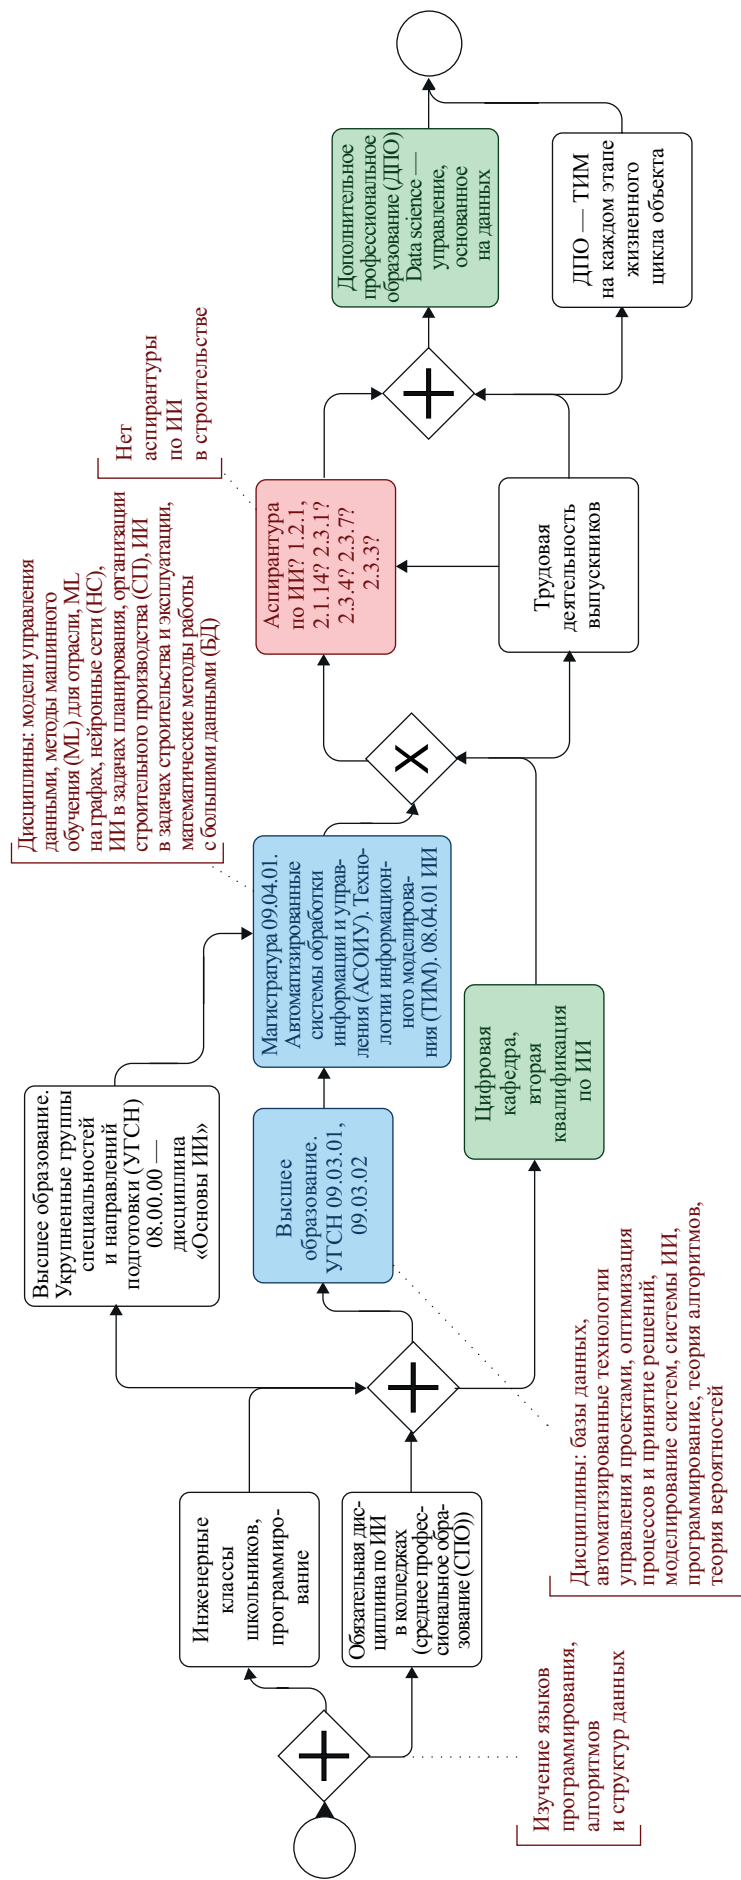 Инженерные
классы
школьников,
программиро-
вание
Обязательная дис-
циплина по ИИ
в колледжах
(среднее профес-
сиональное обра-
зование (СПО))
Изучение языков
программирования,
алгоритмов
и структур данных
Высшее образование.
Укрупненные группы
специальностей
и направлений
подготовки (УГСН)
08.00.00 —
дисциплина
«Основы ИИ»
Высшее
образование.
УГСН 09.03.01,
09.03.02
Дисциплины: базы данных,
автоматизированные технологии
управления проектами, оптимизация
процессов и принятие решений,
моделирование систем, системы ИИ,
программирование, теория алгоритмов,
теория вероятностей
Цифровая
кафедра,
вторая
квалификация
по ИИ
Дисциплины: модели управления
данными, методы машинного
обучения (ML) для отрасли, ML
на графах, нейронные сети (НС),
ИИ в задачах планирования, организации
строительного производства (СП), ИИ
в задачах строительства и эксплуатации,
математические методы работы
с большими данными (БД)
Магистратура 09.04.01.
Автоматизированные
системы обработки
информации и управ-
ления (АСОИУ). Техно-
логии информацион-
ного моделирова-
ния (ТИМ). 08.04.01 ИИ
X
Нет
аспирантуры
по ИИ
в строительстве
Аспирантура
по ИИ? 1.2.1,
2.1.14? 2.3.1?
2.3.4? 2.3.7?
2.3.3?
Трудовая
деятельность
выпускников
Дополнительное
профессиональное
образование (ДПО)
Data science —
управление,
основанное
на данных
ДПО — ТИМ
на каждом этапе
жизненного
цикла объекта